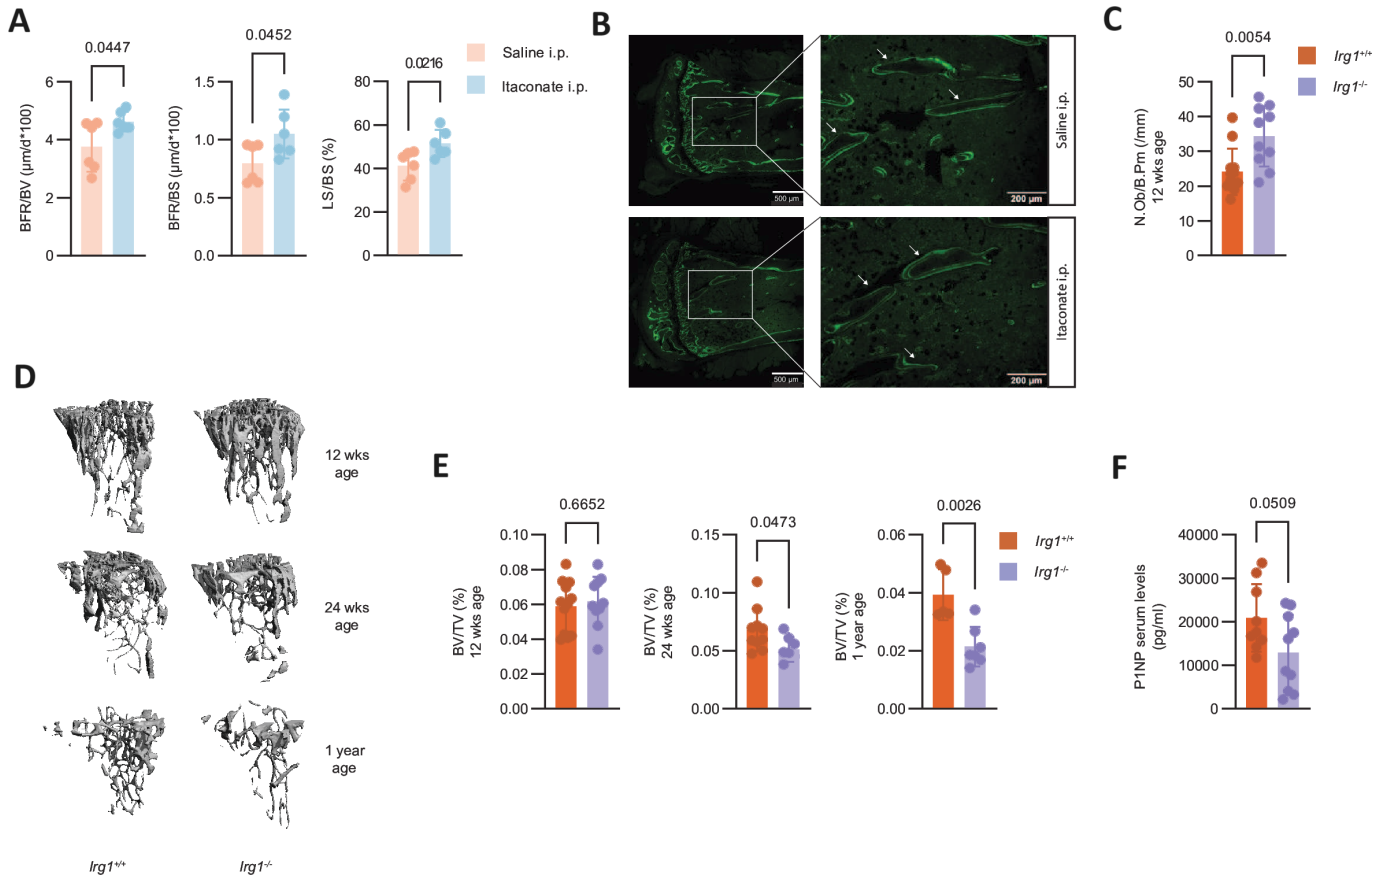 A
0.0447
BFR/BV (μm/d*100)
6
4
2
0
0.0452
BFR/BS (μm/d*100)
1.5
1.0
0.5
0.0
0.0216
LS/BS (%)
80
60
40
20
0
Saline i.p.
Itaconate i.p.
B
500 μm
200 μm
Saline i.p.
500 μm
200 μm
Itaconate i.p.
C
0.0054
N.Ob/B.Pm (/mm)
12 wks age
50
40
30
20
10
0
Irg1+/+
Irg1-/-
D
12 wks
age
24 wks
age
1 year
age
Irg1+/+
Irg1-/-
E
0.6652
BV/TV (%)
12 wks age
0.10
0.08
0.06
0.04
0.02
0.00
0.0473
BV/TV (%)
24 wks age
0.15
0.10
0.05
0.00
0.0026
BV/TV (%)
1 year age
0.06
0.04
0.02
0.00
Irg1+/+
Irg1-/-
F
0.0509
P1NP serum levels
(pg/ml)
40000
30000
20000
10000
0